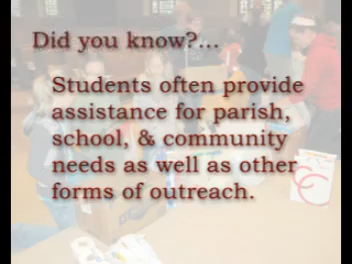 Did you know?...
Students often provide
assistance for parish,
school, & community
needs as well as other
forms of outreach.